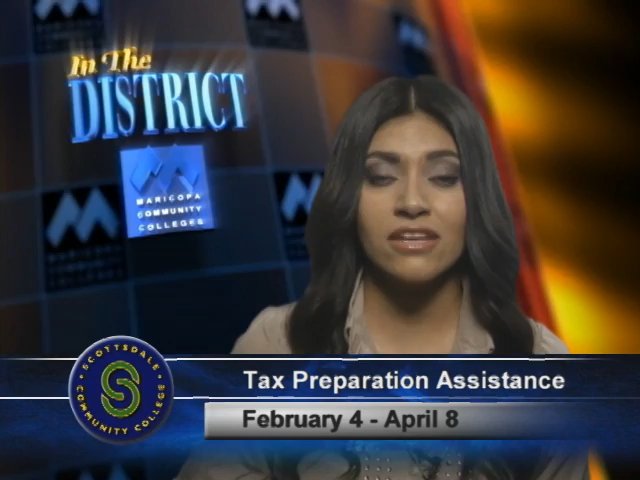 In The
DISTRICT
MARICOPA
COMMUNITY
COLLEGES
SCOTTSDALE
COMMUNITY COLLEGE
S
Tax Preparation Assistance
February 4 - April 8